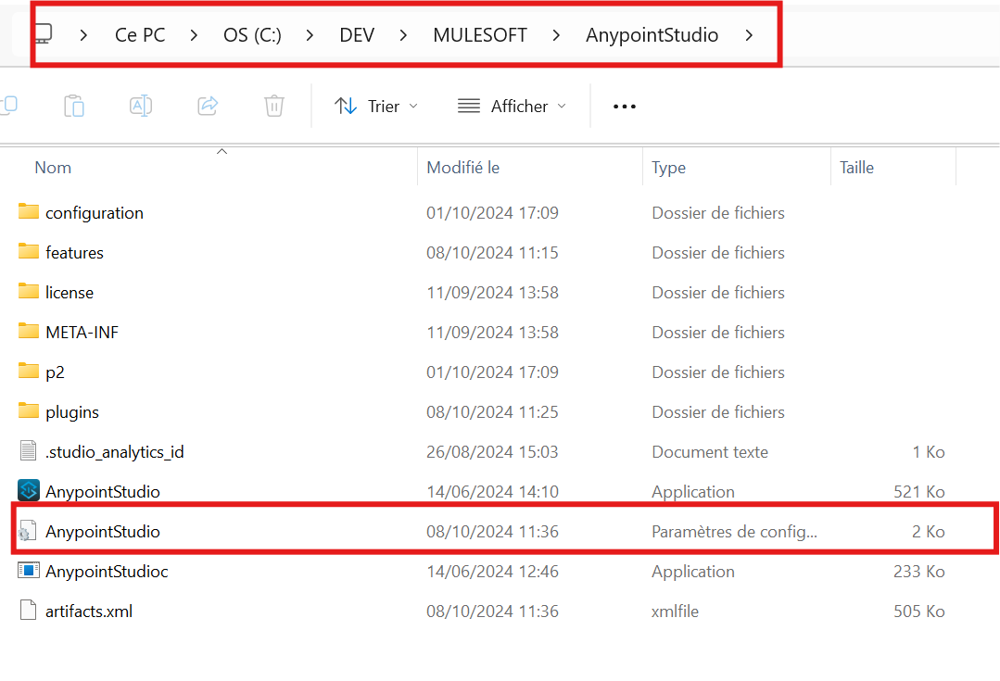 Ce PC > OS (C:) > DEV > MULESOFT > AnypointStudio >
Trier Afficher
Nom Modifié le Type Taille
configuration 01/10/2024 17:09 Dossier de fichiers
features 08/10/2024 11:15 Dossier de fichiers
license 11/09/2024 13:58 Dossier de fichiers
META-INF 11/09/2024 13:58 Dossier de fichiers
p2 01/10/2024 17:09 Dossier de fichiers
plugins 08/10/2024 11:25 Dossier de fichiers
.studio_analytics_id 26/08/2024 15:03 Document texte 1 Ko
AnypointStudio 14/06/2024 14:10 Application 521 Ko
AnypointStudio 08/10/2024 11:36 Paramètres de config... 2 Ko
AnypointStudioc 14/06/2024 12:46 Application 233 Ko
artifacts.xml 08/10/2024 11:36 xmlfile 505 Ko